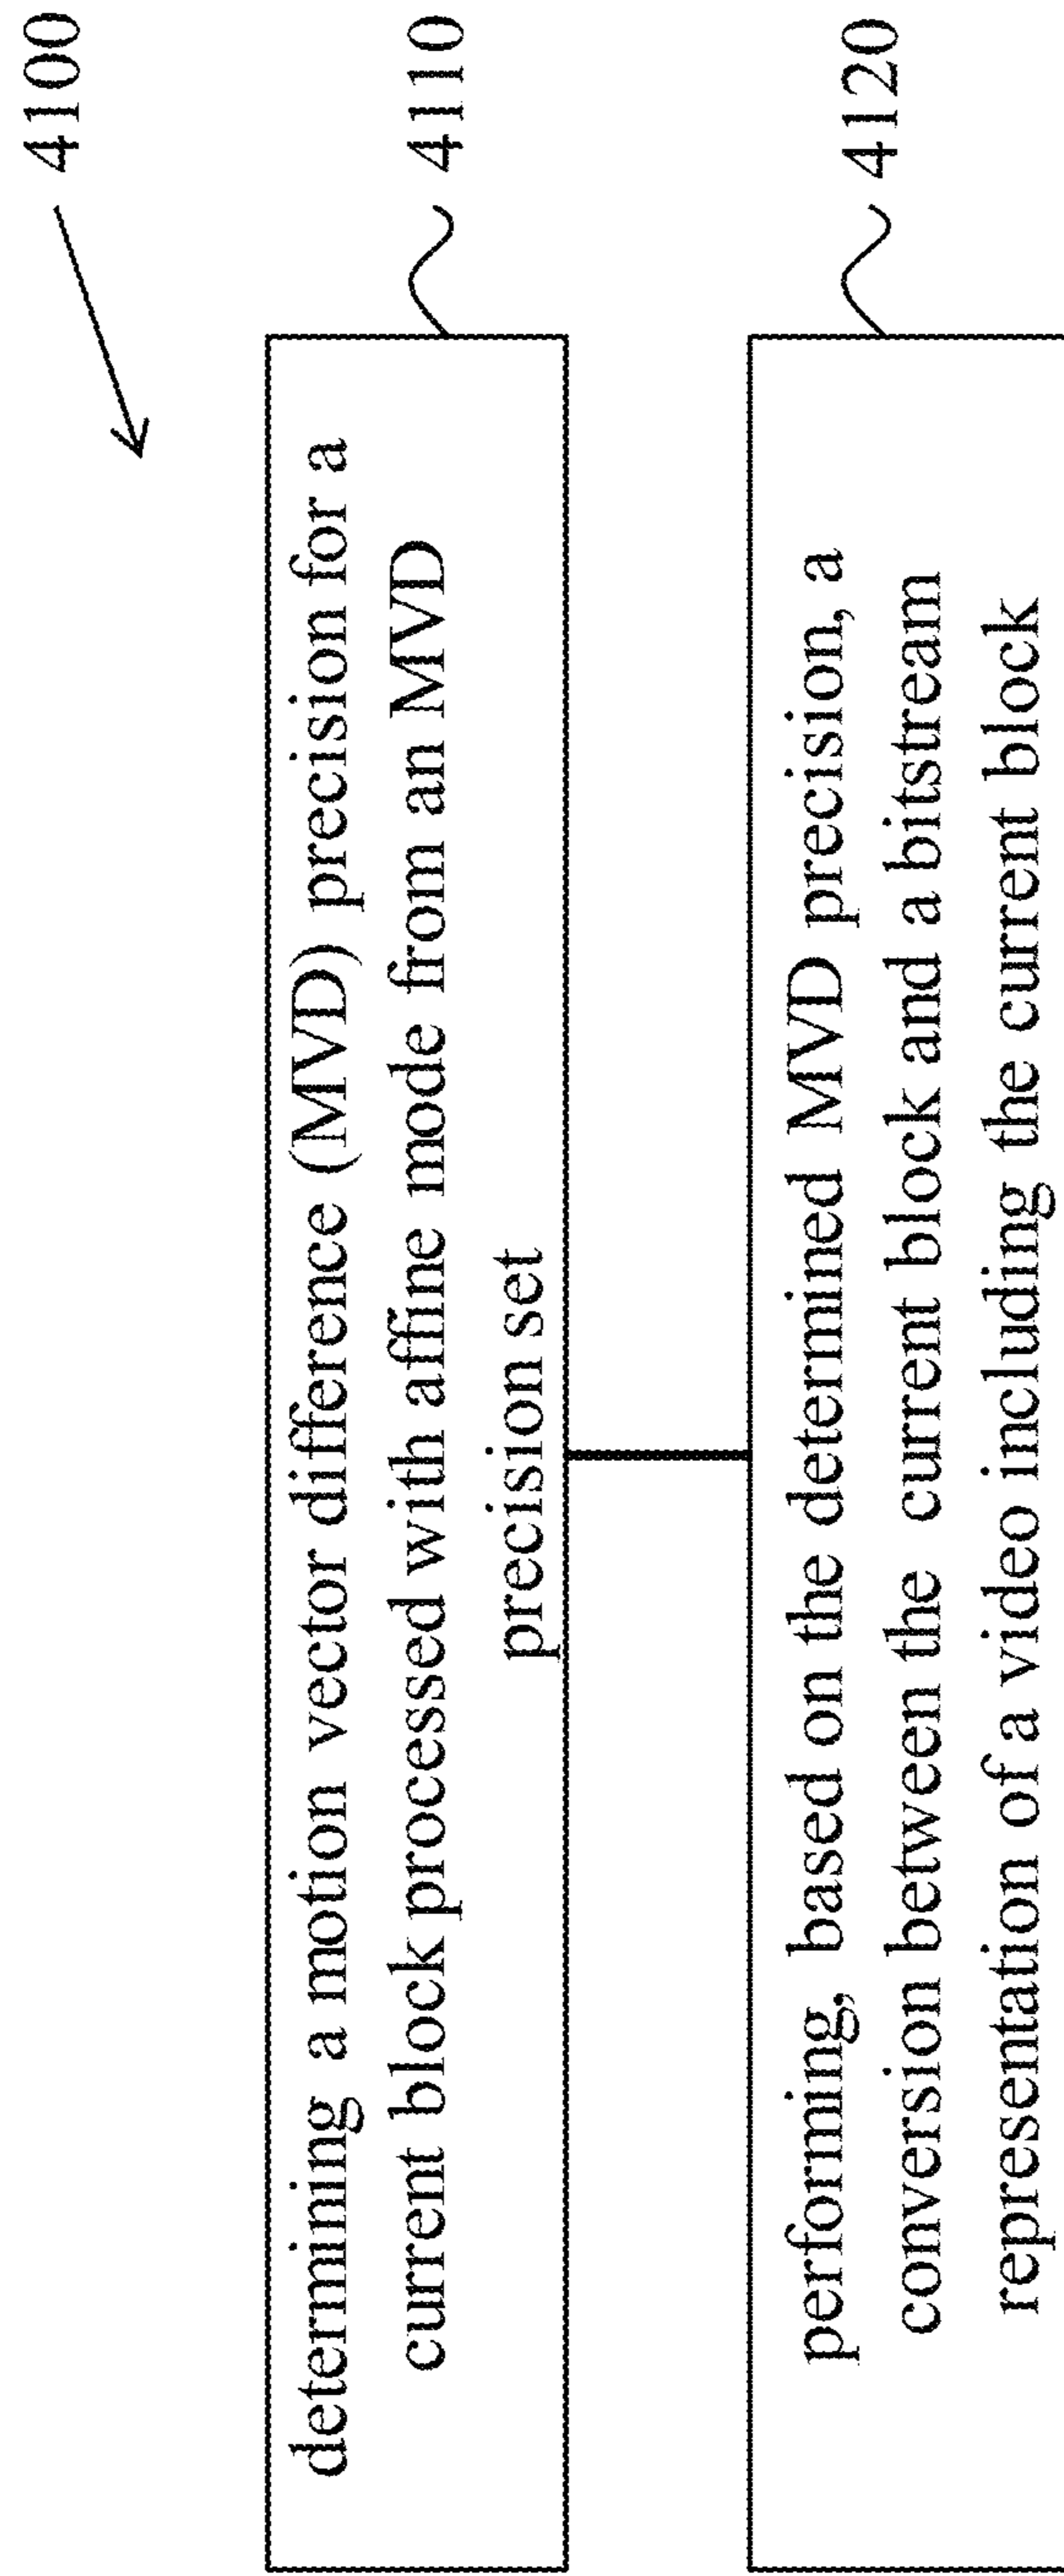 4100
determining a motion vector difference (MVD) precision for a
current block processed with affine mode from an MVD
precision set
4110
performing, based on the determined MVD precision, a
conversion between the current block and a bitstream
representation of a video including the current block
4120